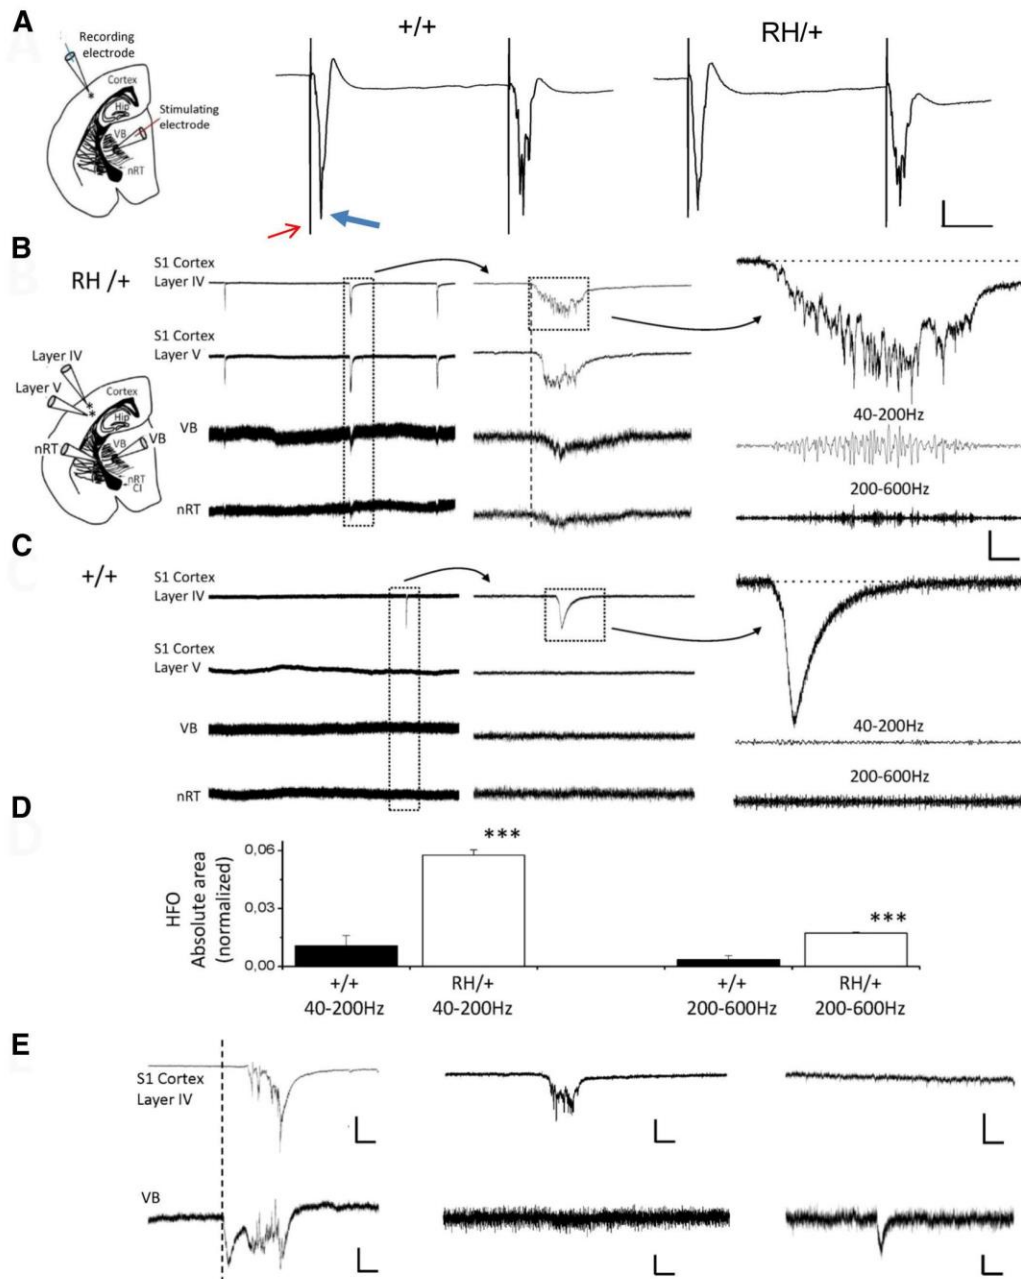 A
Recording
electrode
Cortex
Hip
VB
Stimulating
electrode
nRT
+/+
RH/+
B
RH /+
S1 Cortex
Layer IV
S1 Cortex
Layer V
VB
nRT
Layer IV
Layer V
Cortex
Hip
VB
VB
nRT
nRT
CI
40-200Hz
200-600Hz
C
+/+
S1 Cortex
Layer IV
S1 Cortex
Layer V
VB
nRT
40-200Hz
200-600Hz
D
HFO
Absolute area
(normalized)
0,06
0,03
0,00
***
***
+/+
40-200Hz
RH/+
40-200Hz
+/+
200-600Hz
RH/+
200-600Hz
E
S1 Cortex
Layer IV
VB